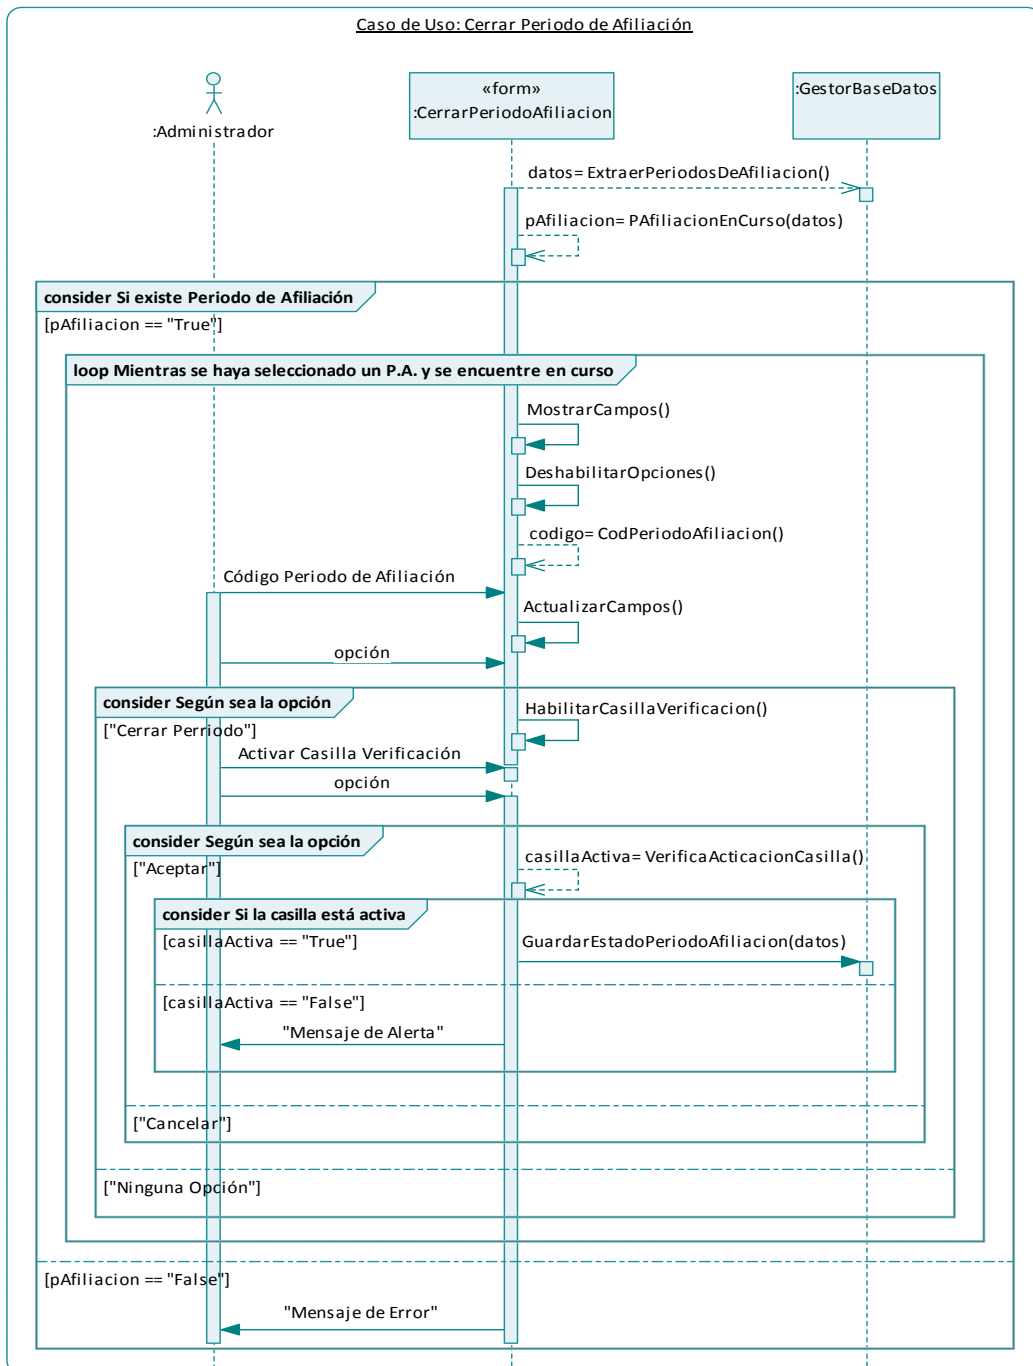 Caso de Uso: Cerrar Periodo de Afiliación
:Administrador
«form»
:CerrarPeriodoAfiliacion
:GestorBaseDatos
datos= ExtraerPeriodosDeAfiliacion()
pAfiliacion= PAfiliacionEnCurso(datos)
consider Si existe Periodo de Afiliación
[pAfiliacion == "True"]
loop Mientras se haya seleccionado un P.A. y se encuentre en curso
MostrarCampos()
DeshabilitarOpciones()
codigo= CodPeriodoAfiliacion()
Código Periodo de Afiliación
ActualizarCampos()
opción
consider Según sea la opción
["Cerrar Perriodo"]
HabilitarCasillaVerificacion()
Activar Casilla Verificación
opción
consider Según sea la opción
["Aceptar"]
casillaActiva= VerificaActicacionCasilla()
consider Si la casilla está activa
[casillaActiva == "True"]
GuardarEstadoPeriodoAfiliacion(datos)
[casillaActiva == "False"]
"Mensaje de Alerta"
["Cancelar"]
["Ninguna Opción"]
[pAfiliacion == "False"]
"Mensaje de Error"